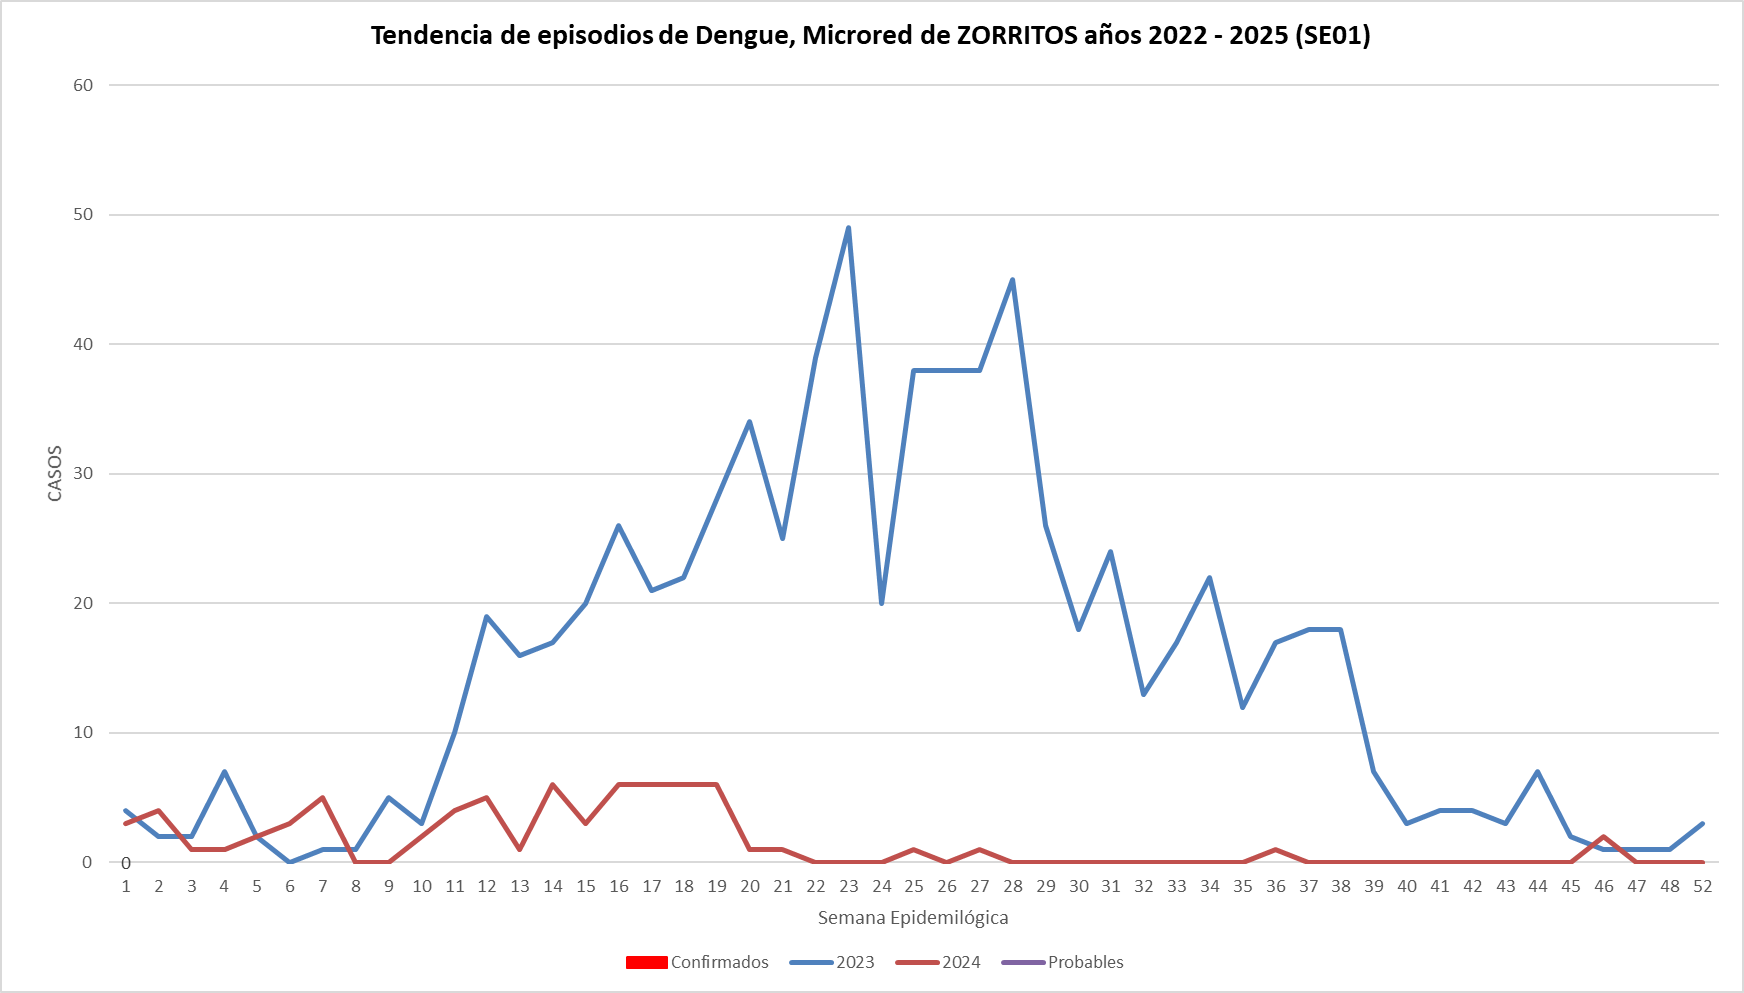 Tendencia de episodios de Dengue, Microred de ZORRITOS años 2022 - 2025 (SE01)
60
50
40
30
20
10
0
CASOS
0
1 2 3 4 5 6 7 8 9 10 11 12 13 14 15 16 17 18 19 20 21 22 23 24 25 26 27 28 29 30 31 32 33 34 35 36 37 38 39 40 41 42 43 44 45 46 47 48 52
Semana Epidemilógica
Confirmados 2023 2024 Probables